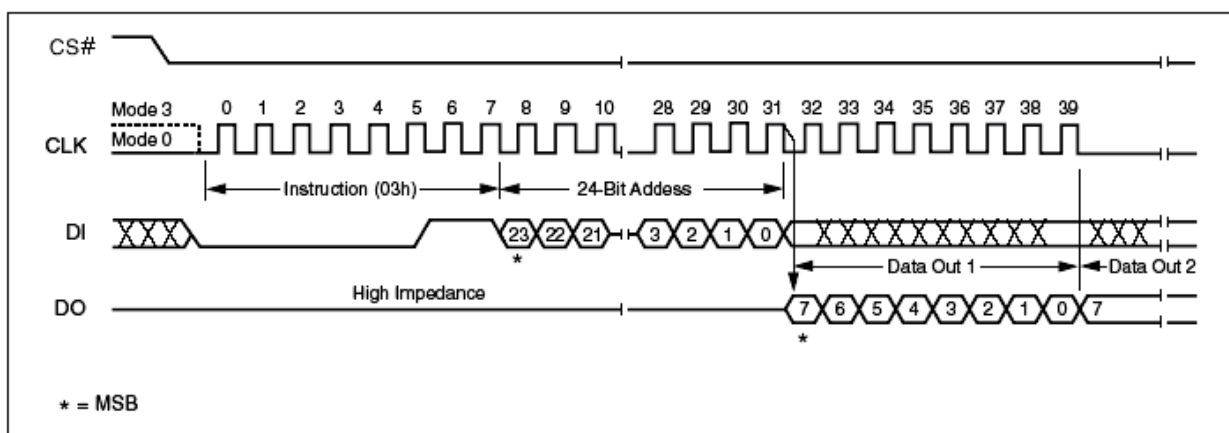 CS#
Mode 3 0 1 2 3 4 5 6 7 8 9 10 28 29 30 31 32 33 34 35 36 37 38 39
Mode 0
CLK
Instruction (03h) 24-Bit Addess
DI 23 22 21 3 2 1 0
* Data Out 1 Data Out 2
High Impedance
DO 7 6 5 4 3 2 1 0 7
*
* = MSB